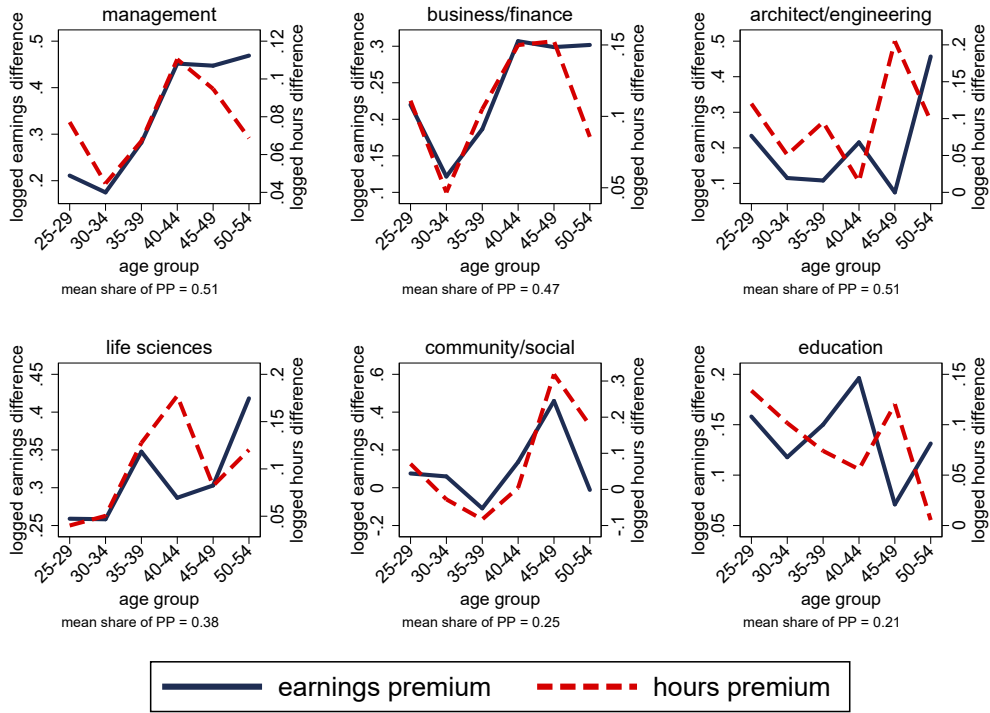 management
logged earnings difference
.5
.4
.3
.2
.12
.1
.08
.06
.04
logged hours difference
25-29
30-34
35-39
40-44
45-49
50-54
age group
mean share of PP = 0.51
business/finance
logged earnings difference
.3
.25
.2
.15
.1
.15
.1
.05
logged hours difference
25-29
30-34
35-39
40-44
45-49
50-54
age group
mean share of PP = 0.47
architect/engineering
logged earnings difference
.5
.4
.3
.2
.1
.2
.15
.1
.05
0
logged hours difference
25-29
30-34
35-39
40-44
45-49
50-54
age group
mean share of PP = 0.51
life sciences
logged earnings difference
.45
.4
.35
.3
.25
.2
.15
.1
.05
logged hours difference
25-29
30-34
35-39
40-44
45-49
50-54
age group
mean share of PP = 0.38
community/social
logged earnings difference
.6
.4
.2
0
-.2
.3
.2
.1
0
-.1
logged hours difference
25-29
30-34
35-39
40-44
45-49
50-54
age group
mean share of PP = 0.25
education
logged earnings difference
.2
.15
.1
.05
.15
.1
.05
0
logged hours difference
25-29
30-34
35-39
40-44
45-49
50-54
age group
mean share of PP = 0.21
earnings premium
hours premium